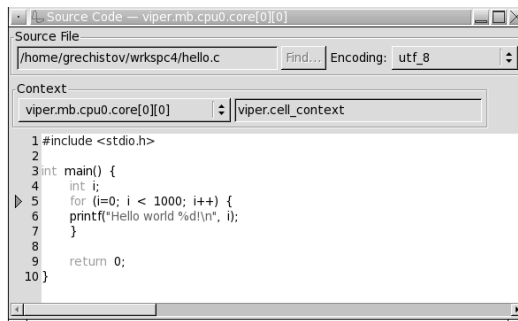 Source Code — viper.mb.cpu0.core[0][0]
Source File
/home/grechistov/wrkspc4/hello.c Find... Encoding: utf_8
Context
viper.mb.cpu0.core[0][0] viper.cell_context
1 #include <stdio.h>
2
3 int main() {
4 int i;
5 for (i=0; i < 1000; i++) {
6 printf("Hello world %d!\n", i);
7 }
8
9 return 0;
10 }